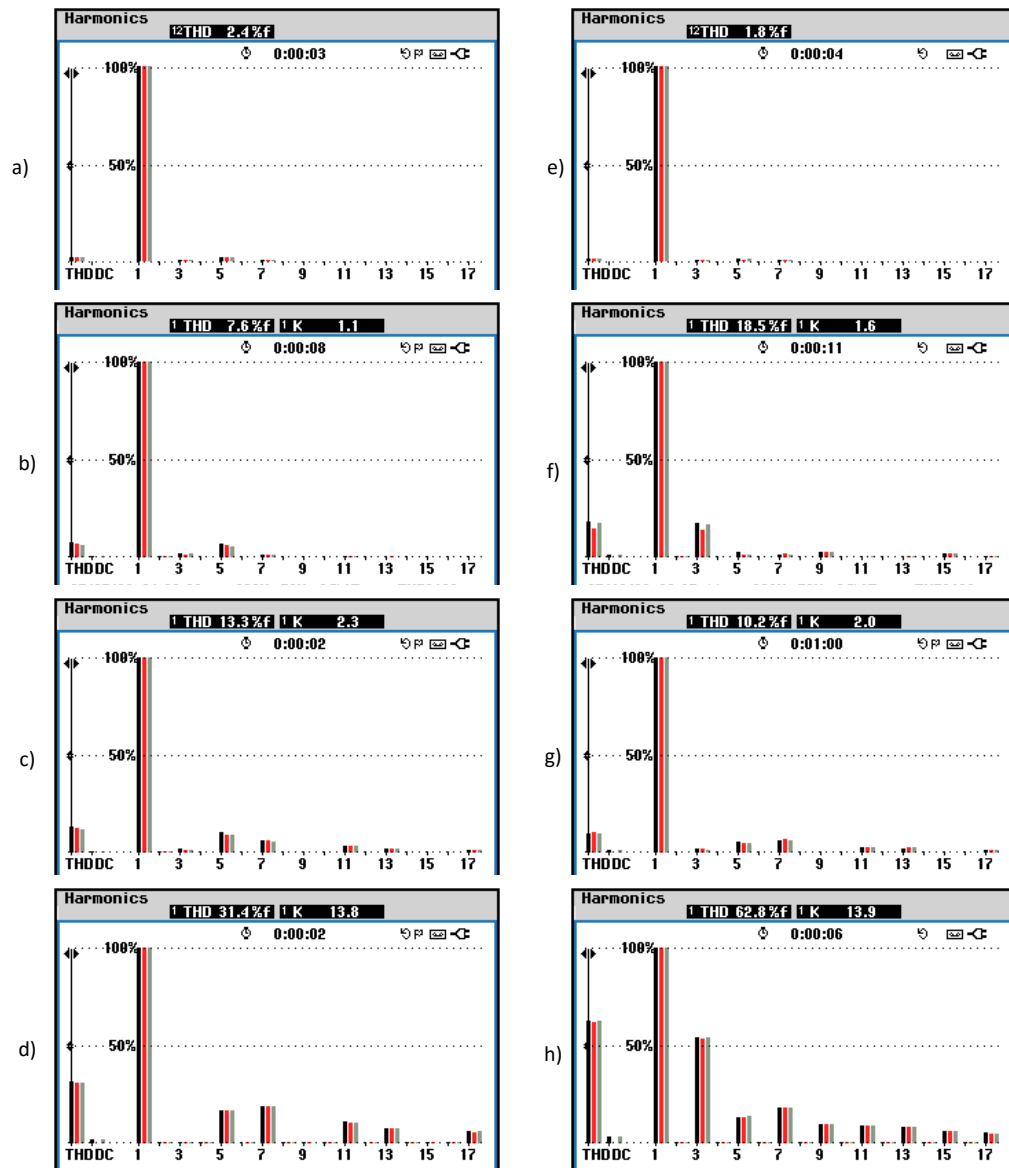 a)
Harmonics
12THD 2.4%f
0:00:03
100%
50%
THDDC 1 3 5 7 9 11 13 15 17
b)
Harmonics
1 THD 7.6%f 1 K 1.1
0:00:08
100%
50%
THDDC 1 3 5 7 9 11 13 15 17
c)
Harmonics
1 THD 13.3%f 1 K 2.3
0:00:02
100%
50%
THDDC 1 3 5 7 9 11 13 15 17
d)
Harmonics
1 THD 31.4%f 1 K 13.8
0:00:02
100%
50%
THDDC 1 3 5 7 9 11 13 15 17
e)
Harmonics
12THD 1.8%f
0:00:04
100%
50%
THDDC 1 3 5 7 9 11 13 15 17
f)
Harmonics
1 THD 18.5%f 1 K 1.6
0:00:11
100%
50%
THDDC 1 3 5 7 9 11 13 15 17
g)
Harmonics
1 THD 10.2%f 1 K 2.0
0:01:00
100%
50%
THDDC 1 3 5 7 9 11 13 15 17
h)
Harmonics
1 THD 62.8%f 1 K 13.9
0:00:06
100%
50%
THDDC 1 3 5 7 9 11 13 15 17